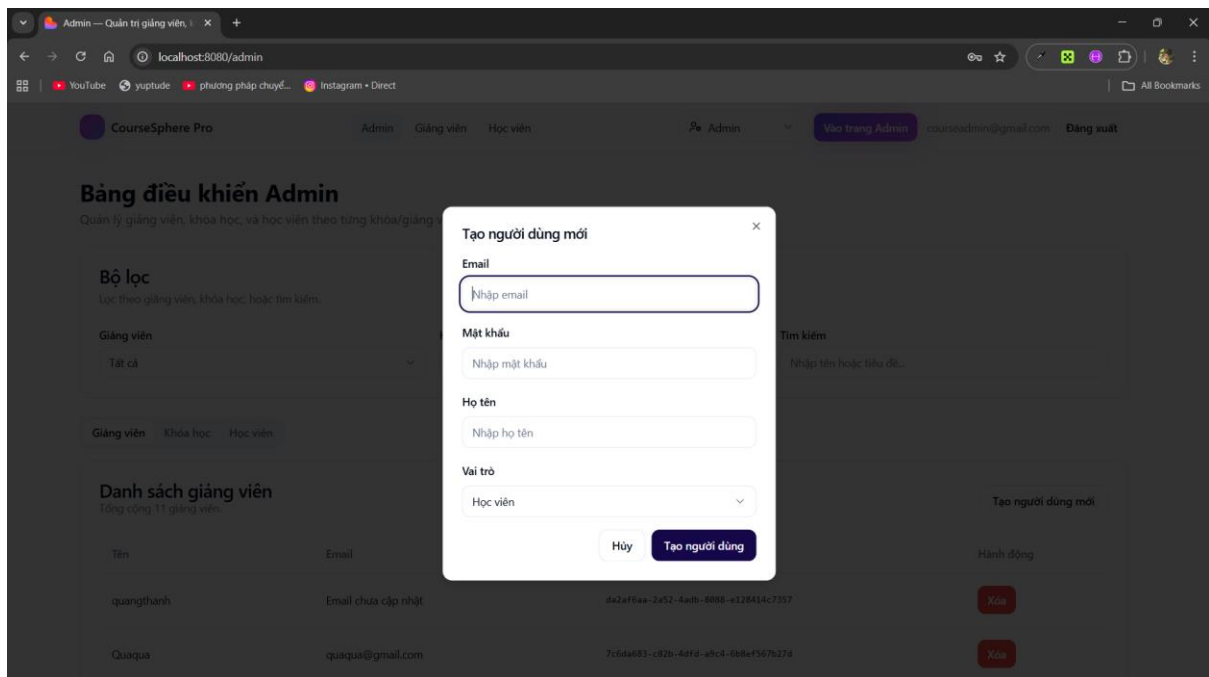 Admin — Quản trị giảng viên,
localhost:8080/admin
YouTube yuptude phương pháp chuyể... Instagram • Direct All Bookmarks
CourseSphere Pro Admin Giảng viên Học viên Admin Vào trang Admin courseadmin@gmail.com Đăng xuất
Bảng điều khiển Admin
Quản lý giảng viên, khóa học, và học viên theo từng khóa/giảng
Tạo người dùng mới
Email
Nhập email
Mật khẩu
Nhập mật khẩu
Họ tên
Nhập họ tên
Vai trò
Học viên
Hủy Tạo người dùng
Bộ lọc
Lọc theo giảng viên, khóa học, hoặc tìm kiếm.
Giảng viên Tìm kiếm
Tất cả Nhập tên hoặc tiêu đề...
Giảng viên Khóa học Học viên
Danh sách giảng viên
Tổng cộng 11 giảng viên. Tạo người dùng mới
Tên Email Hành động
quangthanh Email chưa cập nhật da2af6aa-2a52-4adb-8088-e128414c7357 Xóa
Quaqua quaqua@gmail.com 7c6da683-c82b-4dfd-a9c4-6b8ef567b27d Xóa